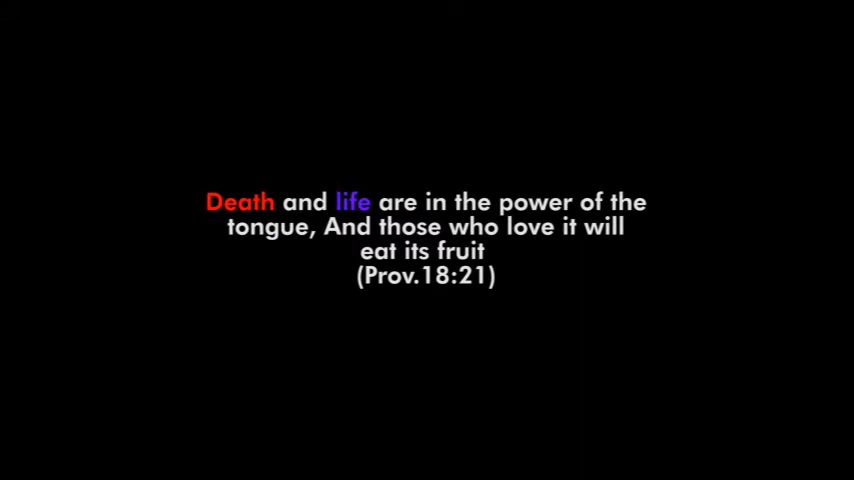 Death and life are in the power of the
tongue, And those who love it will
eat its fruit
(Prov.18:21)